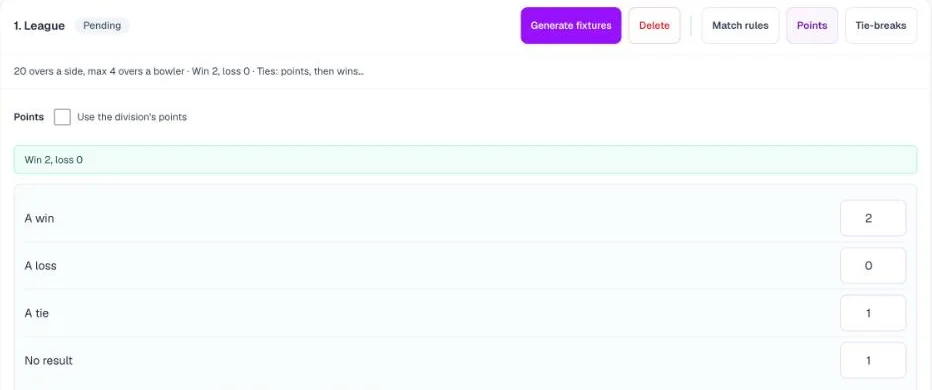 1. League Pending Generate fixtures Delete Match rules Points Tie-breaks
20 overs a side, max 4 overs a bowler · Win 2, loss 0 · Ties: points, then wins…
Points Use the division's points
Win 2, loss 0
A win 2
A loss 0
A tie 1
No result 1